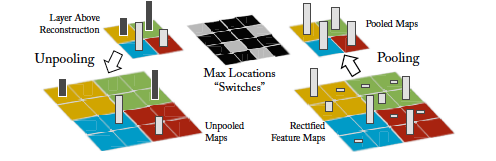 Layer Above
Reconstruction
Pooled Maps
Unpooling
Max Locations
“Switches”
Pooling
Unpooled
Maps
Rectified
Feature Maps